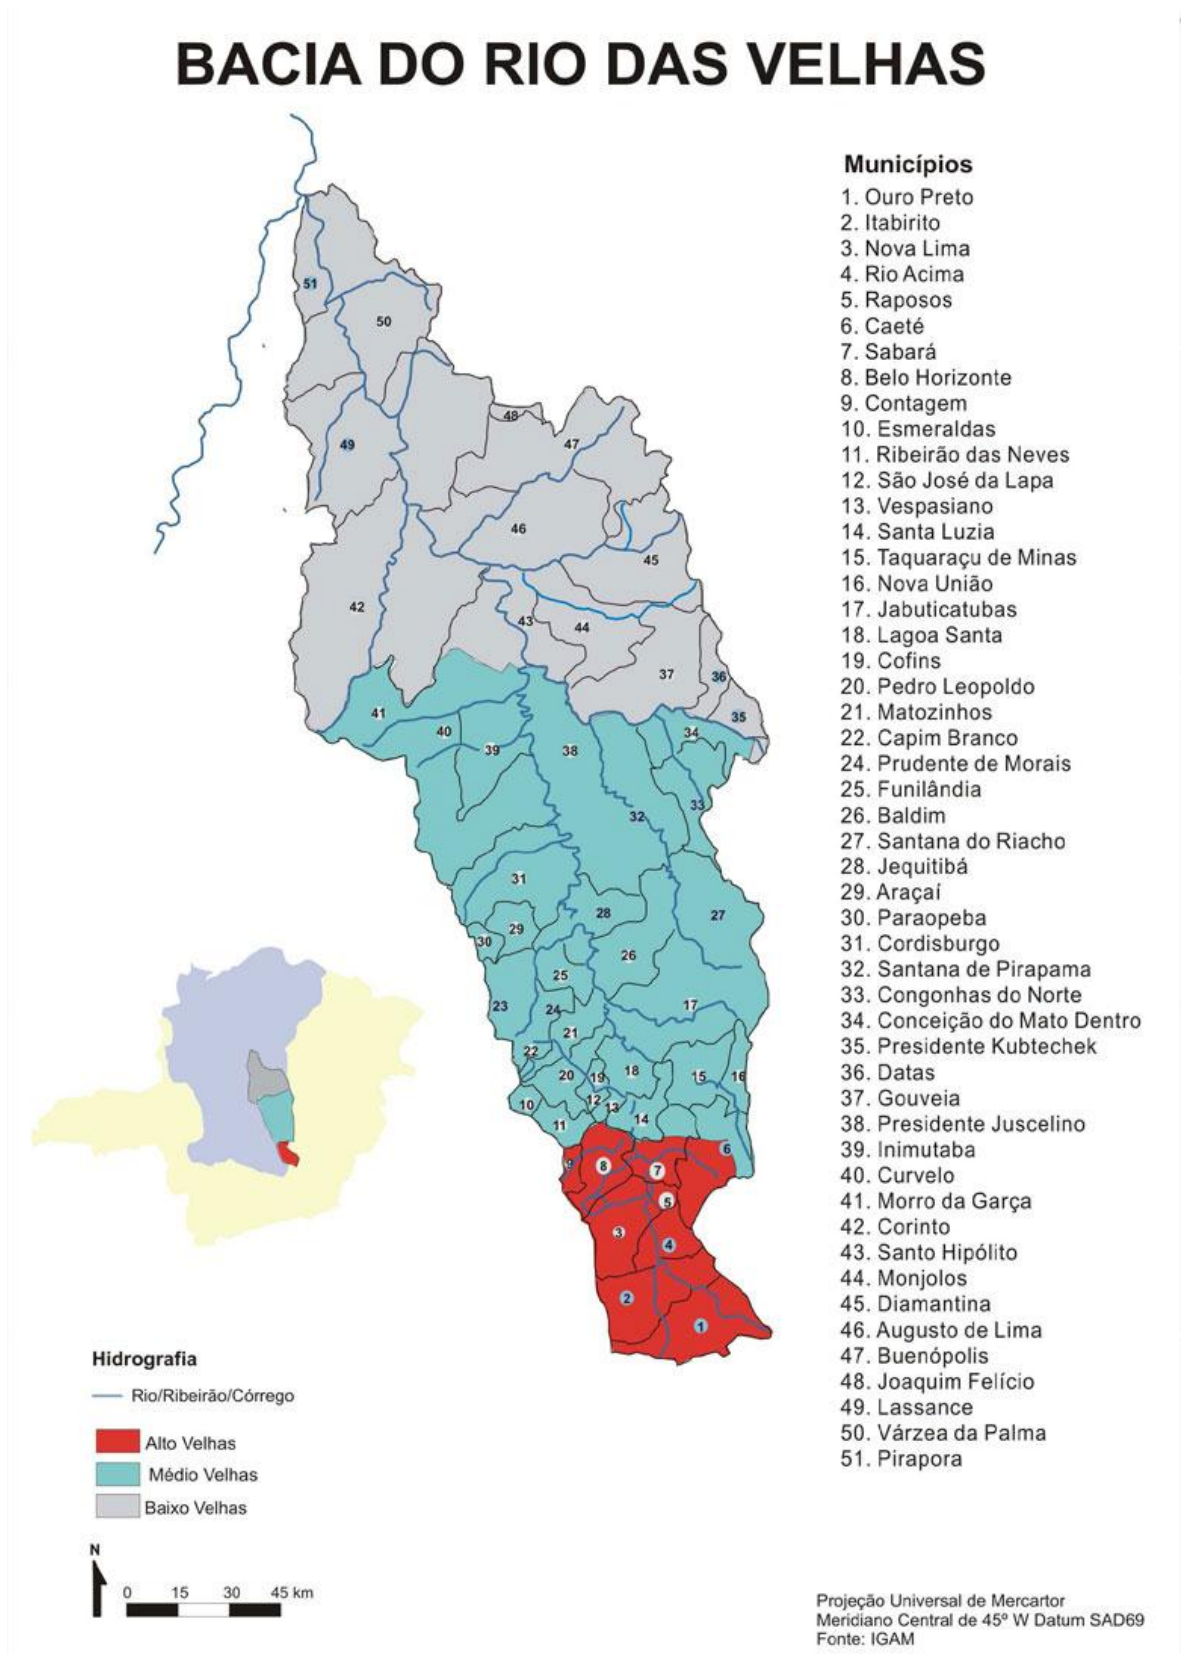 BACIA DO RIO DAS VELHAS
Municípios
1. Ouro Preto
2. Itabirito
3. Nova Lima
4. Rio Acima
5. Raposos
6. Caeté
7. Sabará
8. Belo Horizonte
9. Contagem
10. Esmeraldas
11. Ribeirão das Neves
12. São José da Lapa
13. Vespasiano
14. Santa Luzia
15. Taquaraçu de Minas
16. Nova União
17. Jabuticatubas
18. Lagoa Santa
19. Cofins
20. Pedro Leopoldo
21. Matozinhos
22. Capim Branco
24. Prudente de Morais
25. Funilândia
26. Baldim
27. Santana do Riacho
28. Jequitibá
29. Araçaí
30. Paraopeba
31. Cordisburgo
32. Santana de Pirapama
33. Congonhas do Norte
34. Conceição do Mato Dentro
35. Presidente Kubtechek
36. Datas
37. Gouveia
38. Presidente Juscelino
39. Inimutaba
40. Curvelo
41. Morro da Garça
42. Corinto
43. Santo Hipólito
44. Monjolos
45. Diamantina
46. Augusto de Lima
47. Buenópolis
48. Joaquim Felício
49. Lassance
50. Várzea da Palma
51. Pirapora
51
50
48
47
49
46
45
42
43
44
37
36
35
41
40
39
38
34
33
32
31
28
27
29
30
26
25
23
24
17
21
22
20
19
18
15
16
10
12
13
11
14
6
9
8
7
5
3
4
2
1
Hidrografia
Rio/Ribeirão/Córrego
Alto Velhas
Médio Velhas
Baixo Velhas
N
0 15 30 45 km
Projeção Universal de Mercartor
Meridiano Central de 45º W Datum SAD69
Fonte: IGAM